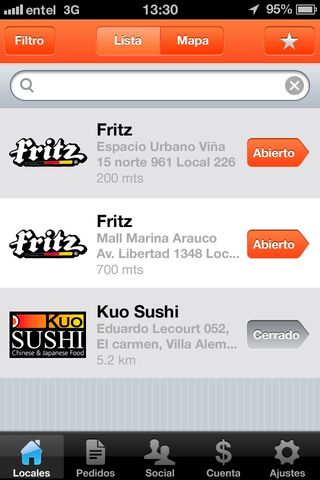 entel 3G 13:30 95%
Filtro Lista Mapa
fritz
Fritz
Espacio Urbano Viña
15 norte 961 Local 226
200 mts
Abierto
fritz
Fritz
Mall Marina Arauco
Av. Libertad 1348 Loc...
700 mts
Abierto
KUO
SUSHI
Chinese & Japanese Food
Kuo Sushi
Eduardo Lecourt 052,
El carmen, Villa Alem...
5.2 km
Cerrado
Locales Pedidos Social Cuenta Ajustes